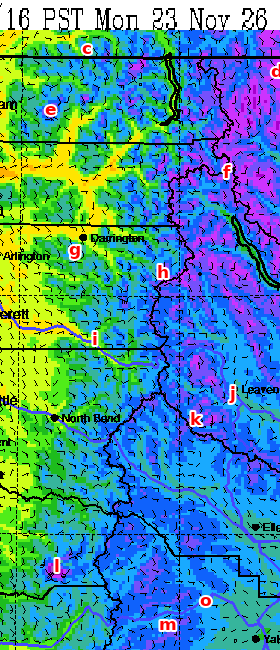 16 PST Mon 23 Nov 26
c
d
e
f
Darrington
g
Arlington
h
i
j
Leaven
k
North Bend
l
o
m